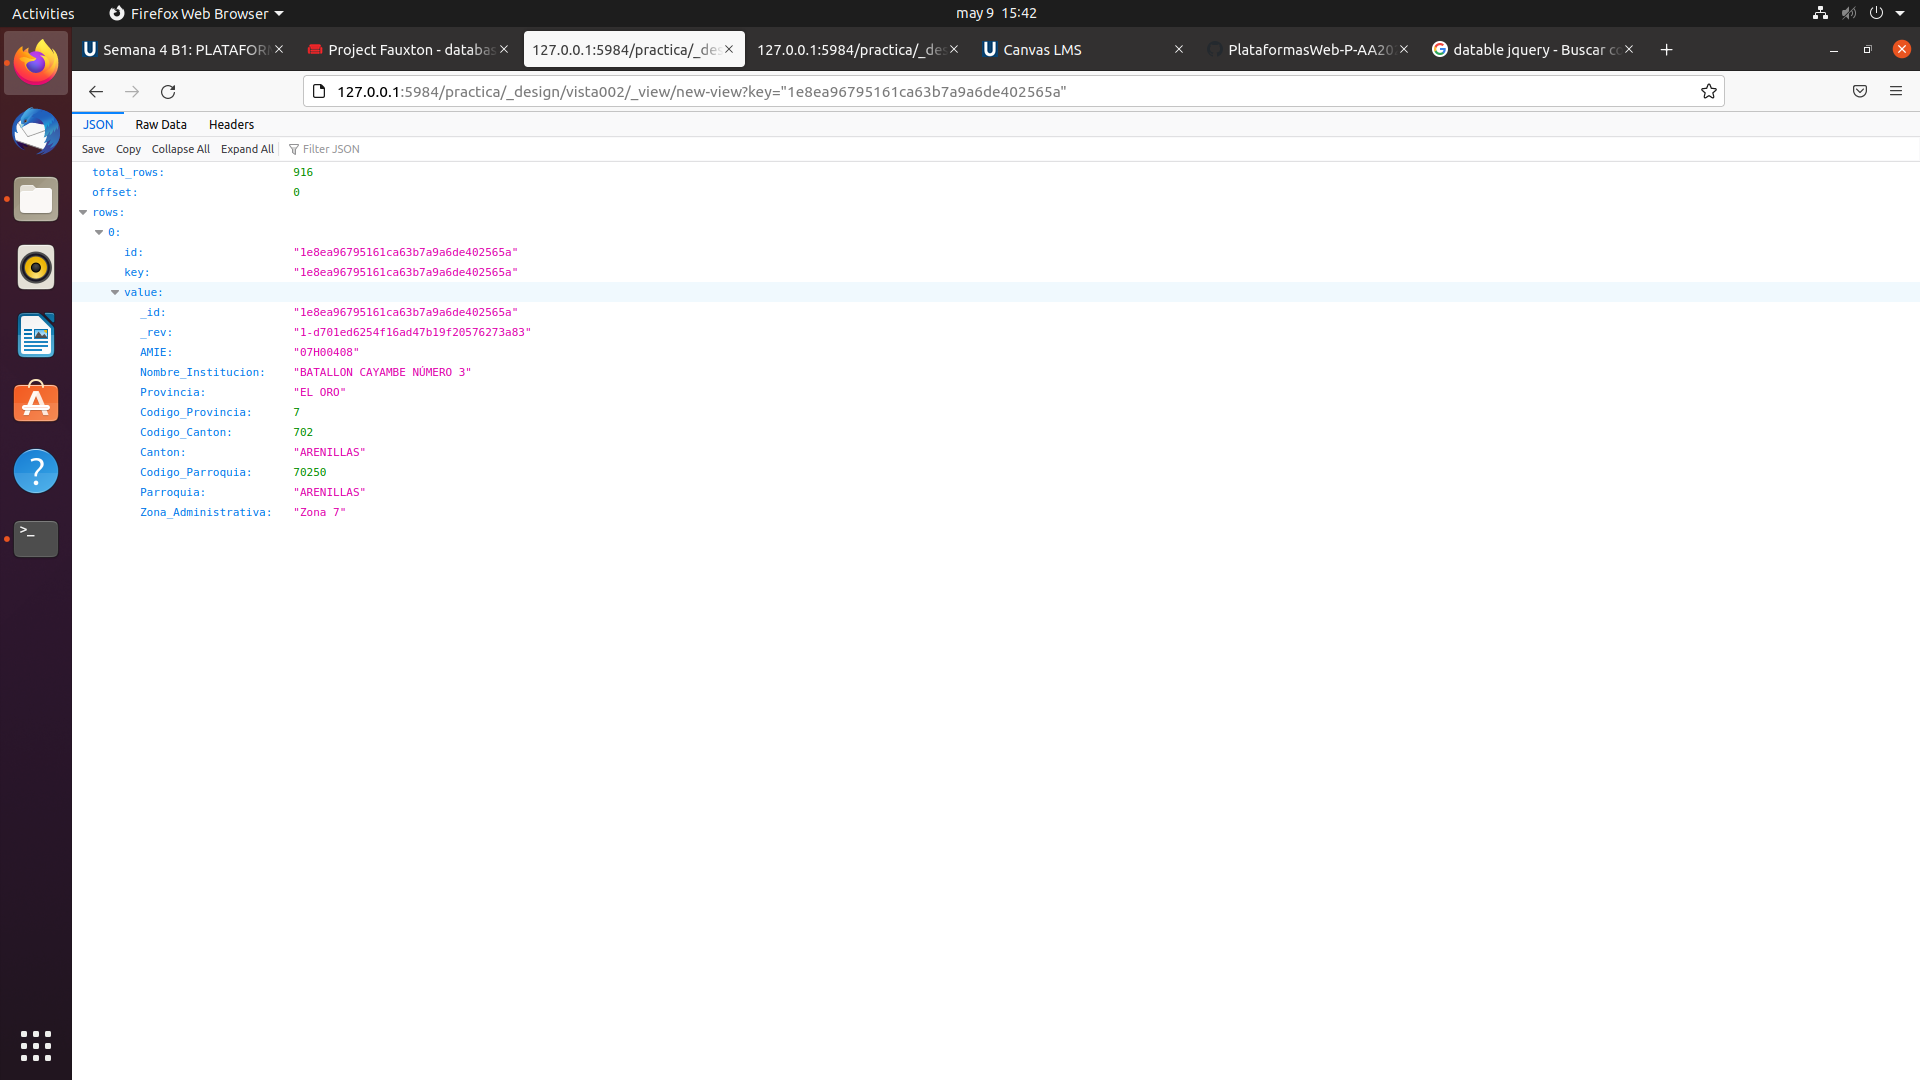 Activities
Firefox Web Browser
may 9 15:42
Semana 4 B1: PLATAFOR
Project Fauxton - databas
127.0.0.1:5984/practica/_des
127.0.0.1:5984/practica/_des
Canvas LMS
PlataformasWeb-P-AA20
datable jquery - Buscar co
127.0.0.1:5984/practica/_design/vista002/_view/new-view?key="1e8ea96795161ca63b7a9a6de402565a"
JSON Raw Data Headers
Save Copy Collapse All Expand All Filter JSON
total_rows: 916
offset: 0
rows:
0:
id: "1e8ea96795161ca63b7a9a6de402565a"
key: "1e8ea96795161ca63b7a9a6de402565a"
value:
_id: "1e8ea96795161ca63b7a9a6de402565a"
_rev: "1-d701ed6254f16ad47b19f20576273a83"
AMIE: "07H00408"
Nombre_Institucion: "BATALLON CAYAMBE NÚMERO 3"
Provincia: "EL ORO"
Codigo_Provincia: 7
Codigo_Canton: 702
Canton: "ARENILLAS"
Codigo_Parroquia: 70250
Parroquia: "ARENILLAS"
Zona_Administrativa: "Zona 7"